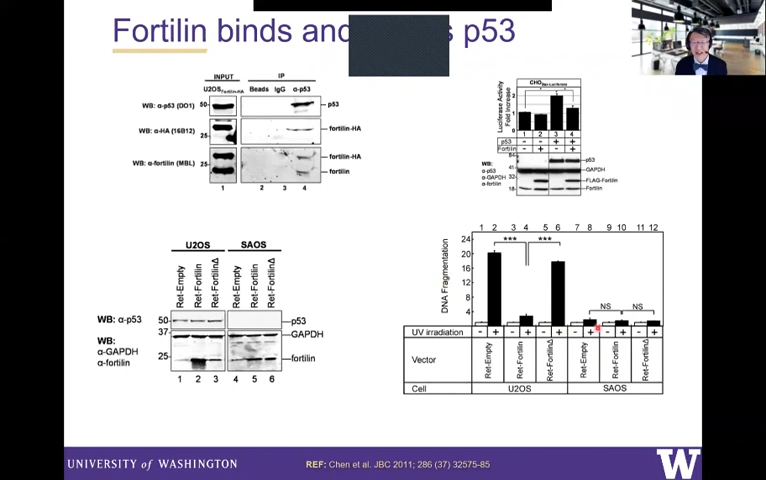 Fortilin binds and s p53
INPUT IP
U2OSFortilin-HA Beads IgG α-p53
WB: α-p53 (DO1) 50 p53
WB: α-HA (16B12) 25 fortilin-HA
WB: α-fortilin (MBL) 25 fortilin-HA
fortilin
1 2 3 4
Luciferase Activity
Fold Increase
2
1
0
1 2 3 4
p53 - - + +
Fortilin - + - +
WB:
α-p53
α-GAPDH
α-fortilin
p53
GAPDH
FLAG-Fortilin
Fortilin
U2OS SAOS
Ret-Empty Ret-Fortilin Ret-FortilinΔ Ret-Empty Ret-Fortilin Ret-FortilinΔ
WB: α-p53 50 p53
37 GAPDH
WB:
α-GAPDH
α-fortilin
25 fortilin
1 2 3 4 5 6
1 2 3 4 5 6 7 8 9 10 11 12
DNA Fragmentation
24
20
16
12
8
4
*** ***
NS NS
UV irradiation - + - + - + - + - + - +
Vector Ret-Empty Ret-Fortilin Ret-FortilinΔ Ret-Empty Ret-Fortilin Ret-FortilinΔ
Cell U2OS SAOS
UNIVERSITY of WASHINGTON
REF: Chen et al. JBC 2011; 286 (37) 32575-85
W